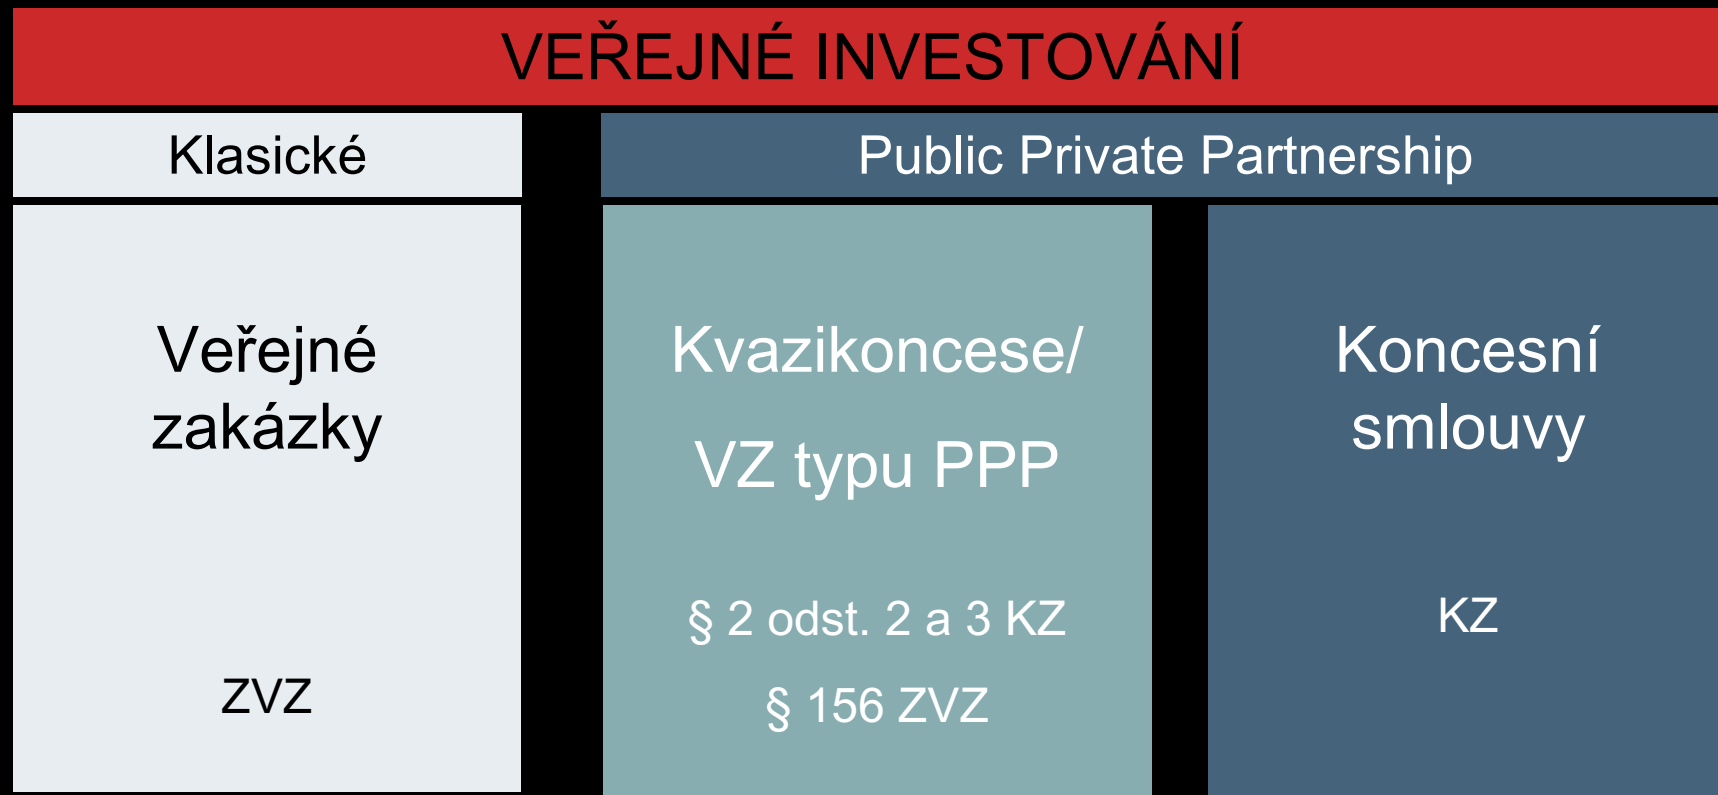 VEŘEJNÉ INVESTOVÁNÍ
Klasické
Public Private Partnership
Veřejné
zakázky
ZVZ
Kvazikoncese/
VZ typu PPP
§ 2 odst. 2 a 3 KZ
§ 156 ZVZ
Koncesní
smlouvy
KZ